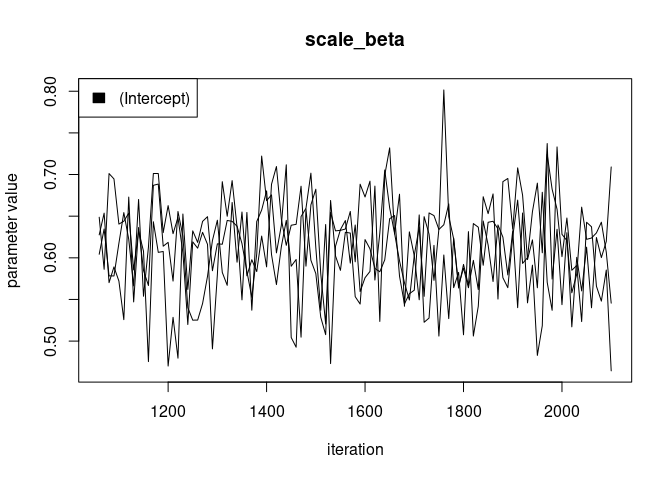 scale_beta
(Intercept)
parameter value
0.80
0.70
0.60
0.50
1200 1400 1600 1800 2000
iteration